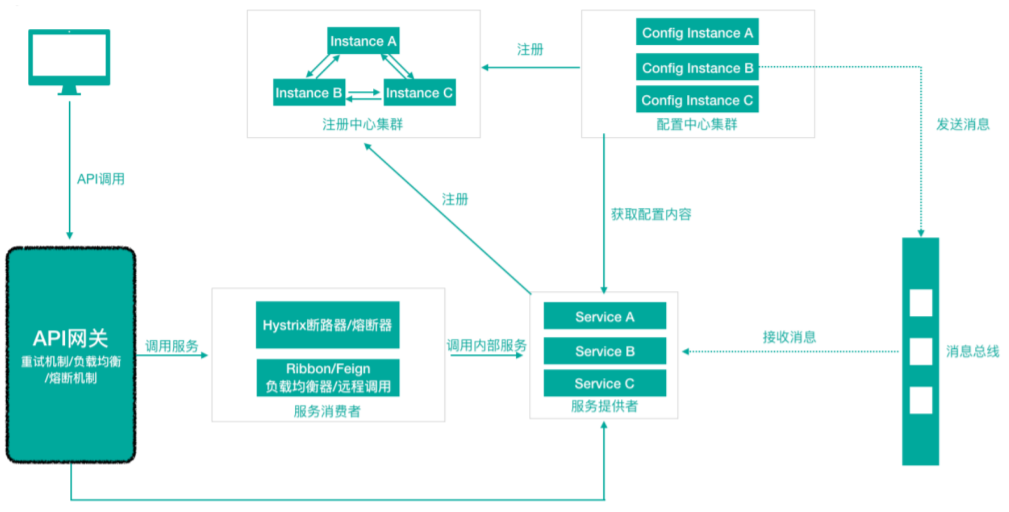 Instance A
Instance B
Instance C
注册中心集群
注册
Config Instance A
Config Instance B
Config Instance C
配置中心集群
发送消息
API调用
注册
获取配置内容
API网关
重试机制/负载均衡
/熔断机制
调用服务
Hystrix断路器/熔断器
Ribbon/Feign
负载均衡器/远程调用
服务消费者
调用内部服务
Service A
Service B
Service C
服务提供者
接收消息
消息总线